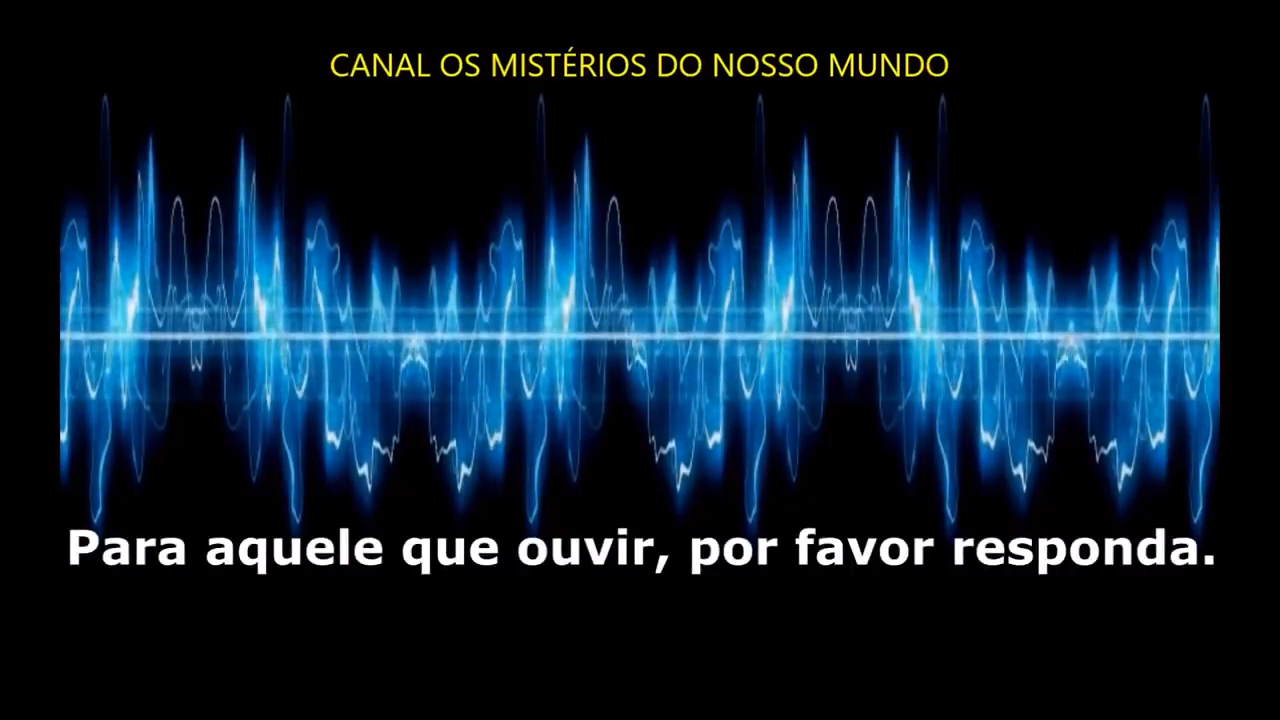 CANAL OS MISTÉRIOS DO NOSSO MUNDO
Para aquele que ouvir, por favor responda.